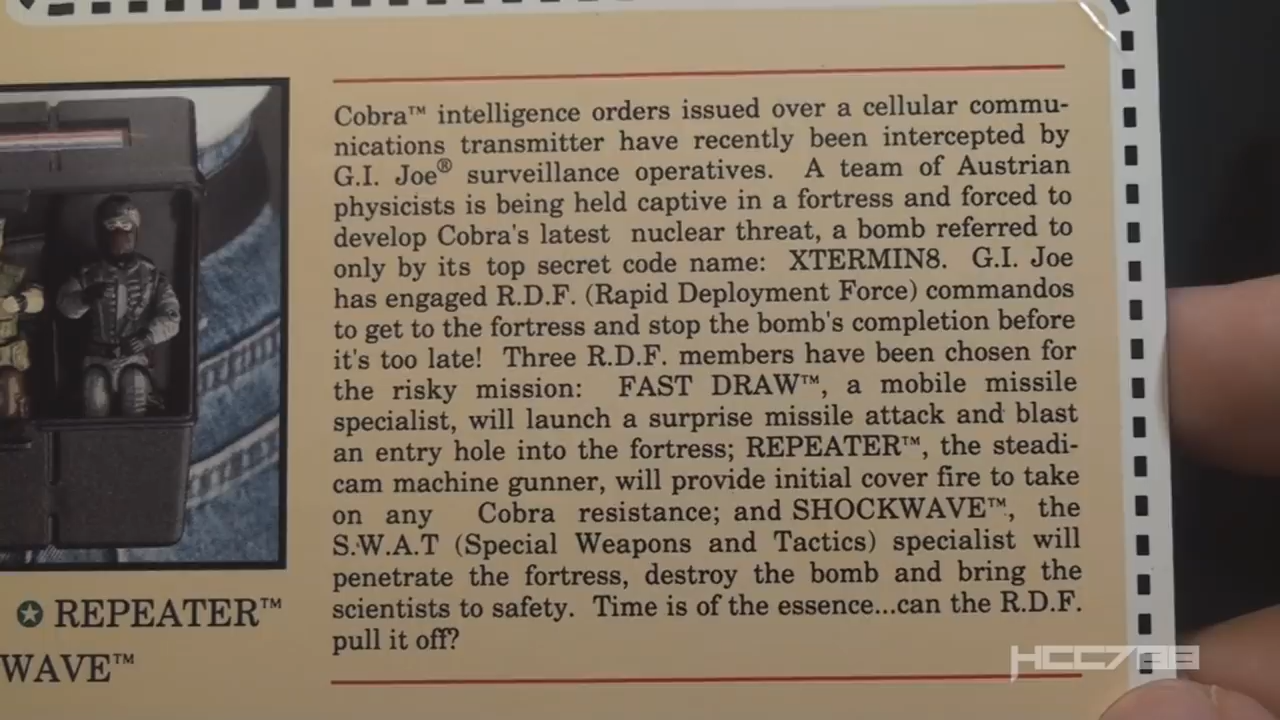 Cobra™ intelligence orders issued over a cellular commu-
nications transmitter have recently been intercepted by
G.I. Joe® surveillance operatives. A team of Austrian
physicists is being held captive in a fortress and forced to
develop Cobra's latest nuclear threat, a bomb referred to
only by its top secret code name: XTERMIN8. G.I. Joe
has engaged R.D.F. (Rapid Deployment Force) commandos
to get to the fortress and stop the bomb's completion before
it's too late! Three R.D.F. members have been chosen for
the risky mission: FAST DRAW™, a mobile missile
specialist, will launch a surprise missile attack and blast
an entry hole into the fortress; REPEATER™, the steadi-
cam machine gunner, will provide initial cover fire to take
on any Cobra resistance; and SHOCKWAVE™, the
S.W.A.T (Special Weapons and Tactics) specialist will
penetrate the fortress, destroy the bomb and bring the
scientists to safety. Time is of the essence...can the R.D.F.
pull it off?
REPEATER™
WAVE™
HCC788